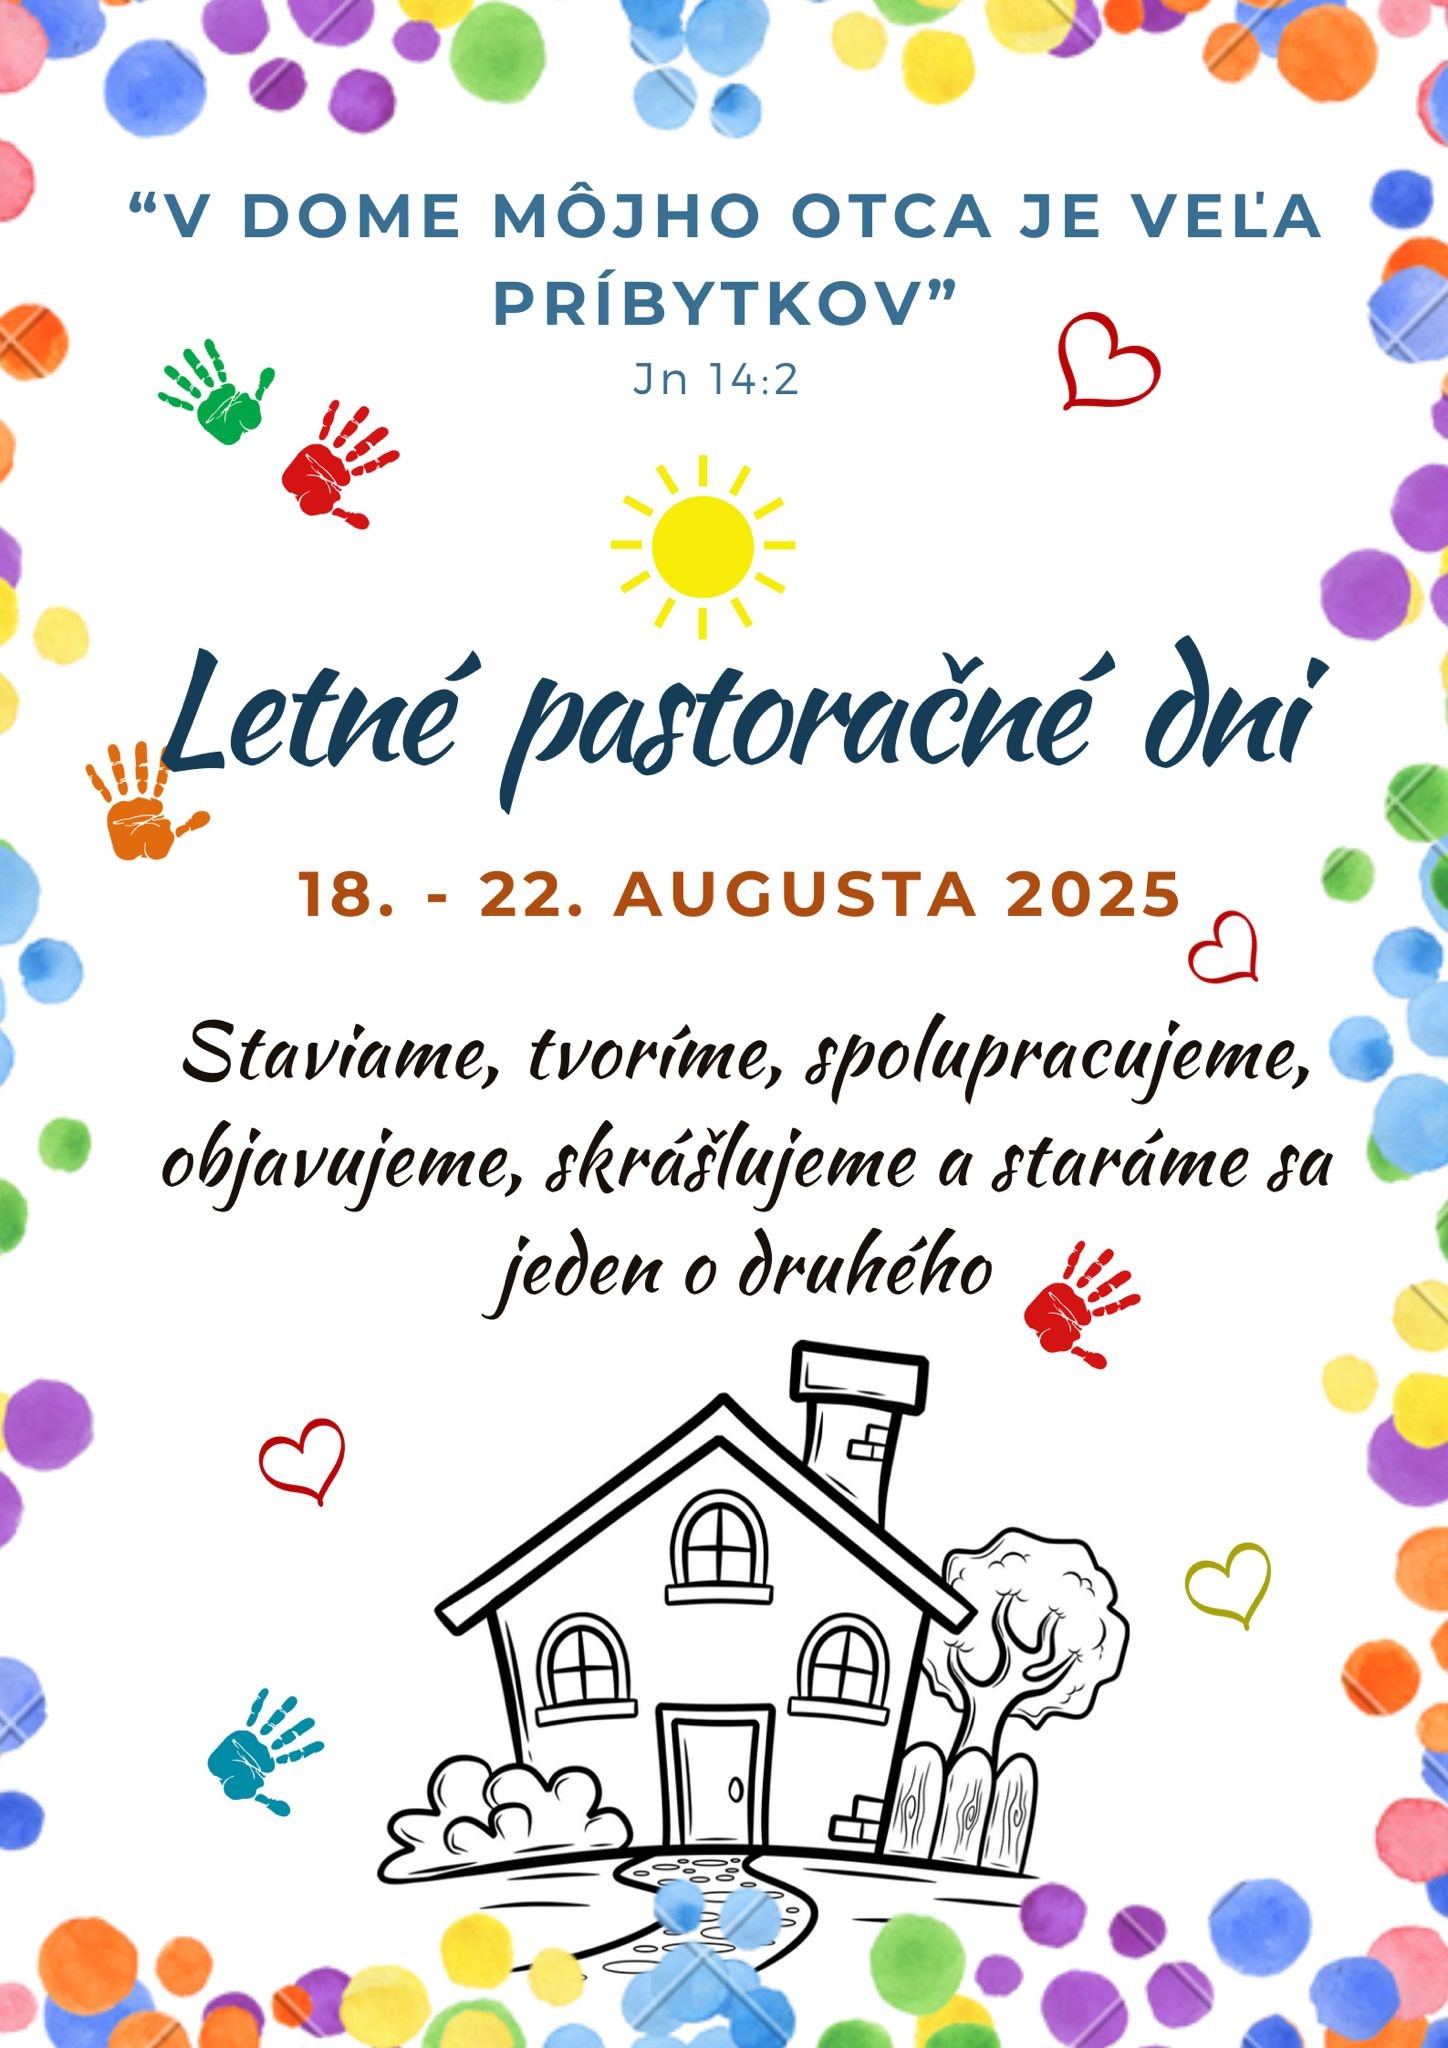 “V DOME MÔJHO OTCA JE VEĽA
PRÍBYTKOV”
Jn 14:2
Letné pastoračné dni
18. - 22. AUGUSTA 2025
Staviame, tvoríme, spolupracujeme,
objavujeme, skrášlujeme a staráme sa
jeden o druhého